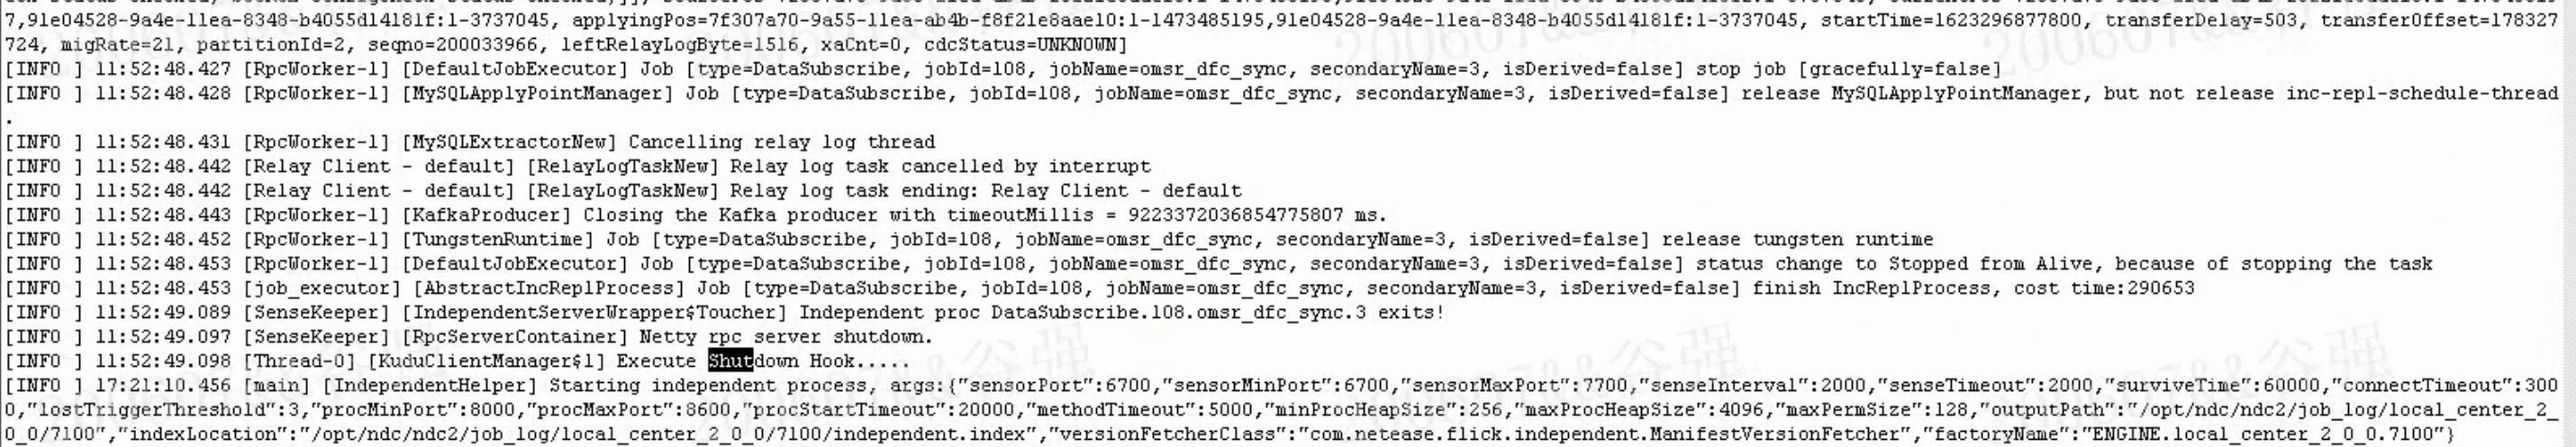 7,91e04528-9a4e-11ea-8348-b4055d14181f:1-3737045, applyingPos=7f307a70-9a55-11ea-ab4b-f8f21e8aae10:1-1473485195,91e04528-9a4e-11ea-8348-b4055d14181f:1-3737045, startTime=1623296877800, transferDelay=503, transferOffset=178327
724, migRate=21, partitionId=2, seqno=200033966, leftRelayLogByte=1516, xaCnt=0, cdcStatus=UNKNOWN]
[INFO ] 11:52:48.427 [RpcWorker-1] [DefaultJobExecutor] Job [type=DataSubscribe, jobId=108, jobName=omsr_dfc_sync, secondaryName=3, isDerived=false] stop job [gracefully=false]
[INFO ] 11:52:48.428 [RpcWorker-1] [MySQLApplyPointManager] Job [type=DataSubscribe, jobId=108, jobName=omsr_dfc_sync, secondaryName=3, isDerived=false] release MySQLApplyPointManager, but not release inc-repl-schedule-thread
.
[INFO ] 11:52:48.431 [RpcWorker-1] [MySQLExtractorNew] Cancelling relay log thread
[INFO ] 11:52:48.442 [Relay Client - default] [RelayLogTaskNew] Relay log task cancelled by interrupt
[INFO ] 11:52:48.442 [Relay Client - default] [RelayLogTaskNew] Relay log task ending: Relay Client - default
[INFO ] 11:52:48.443 [RpcWorker-1] [KafkaProducer] Closing the Kafka producer with timeoutMillis = 9223372036854775807 ms.
[INFO ] 11:52:48.452 [RpcWorker-1] [TungstenRuntime] Job [type=DataSubscribe, jobId=108, jobName=omsr_dfc_sync, secondaryName=3, isDerived=false] release tungsten runtime
[INFO ] 11:52:48.453 [RpcWorker-1] [DefaultJobExecutor] Job [type=DataSubscribe, jobId=108, jobName=omsr_dfc_sync, secondaryName=3, isDerived=false] status change to Stopped from Alive, because of stopping the task
[INFO ] 11:52:48.453 [job_executor] [AbstractIncReplProcess] Job [type=DataSubscribe, jobId=108, jobName=omsr_dfc_sync, secondaryName=3, isDerived=false] finish IncReplProcess, cost time:290653
[INFO ] 11:52:49.089 [SenseKeeper] [IndependentServerWrapper$Toucher] Independent proc DataSubscribe.108.omsr_dfc_sync.3 exits!
[INFO ] 11:52:49.097 [SenseKeeper] [RpcServerContainer] Netty rpc server shutdown.
[INFO ] 11:52:49.098 [Thread-0] [KuduClientManager$1] Execute Shutdown Hook.....
[INFO ] 17:21:10.456 [main] [IndependentHelper] Starting independent process, args:{"sensorPort":6700,"sensorMinPort":6700,"sensorMaxPort":7700,"senseInterval":2000,"senseTimeout":2000,"surviveTime":60000,"connectTimeout":300
0,"lostTriggerThreshold":3,"procMinPort":8000,"procMaxPort":8600,"procStartTimeout":20000,"methodTimeout":5000,"minProcHeapSize":256,"maxProcHeapSize":4096,"maxPermSize":128,"outputPath":"/opt/ndc/ndc2/job_log/local_center_2_
0_0/7100","indexLocation":"/opt/ndc/ndc2/job_log/local_center_2_0_0/7100/independent.index","versionFetcherClass":"com.netease.flick.independent.ManifestVersionFetcher","factoryName":"ENGINE.local_center_2_0_0.7100"}